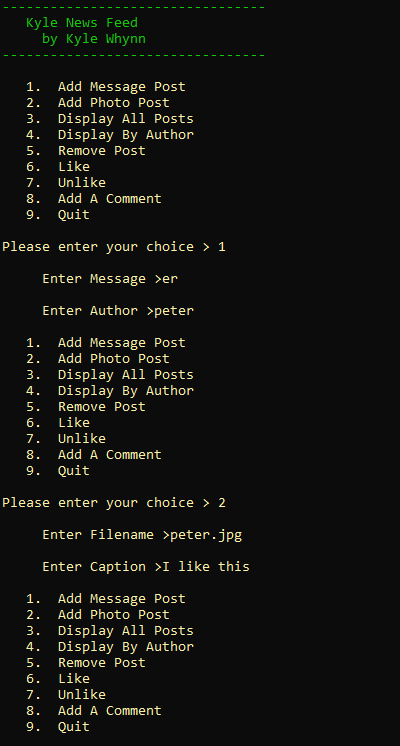 ---------------------------------
Kyle News Feed
by Kyle Whynn
---------------------------------
1. Add Message Post
2. Add Photo Post
3. Display All Posts
4. Display By Author
5. Remove Post
6. Like
7. Unlike
8. Add A Comment
9. Quit
Please enter your choice > 1
Enter Message >er
Enter Author >peter
1. Add Message Post
2. Add Photo Post
3. Display All Posts
4. Display By Author
5. Remove Post
6. Like
7. Unlike
8. Add A Comment
9. Quit
Please enter your choice > 2
Enter Filename >peter.jpg
Enter Caption >I like this
1. Add Message Post
2. Add Photo Post
3. Display All Posts
4. Display By Author
5. Remove Post
6. Like
7. Unlike
8. Add A Comment
9. Quit